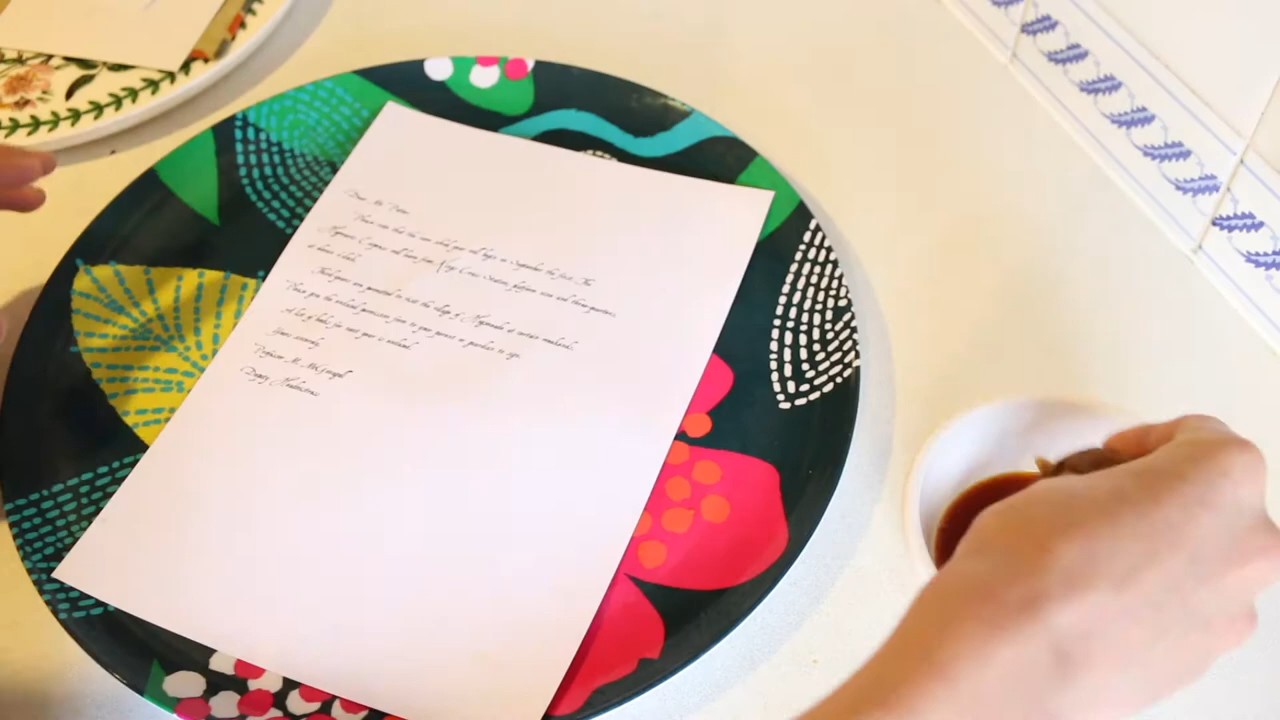 Dear Mr Potter
Please note that the new school year will begin on September the first. The
Hogwarts Express will leave from King's Cross Station, platform nine and three-quarters,
at eleven o'clock.
Third years are permitted to visit the village of Hogsmeade at certain weekends.
Please give the enclosed permission form to your parent or guardian to sign.
A list of books for next year is enclosed.
Yours sincerely,
Professor M. McGonagall
Deputy Headmistress